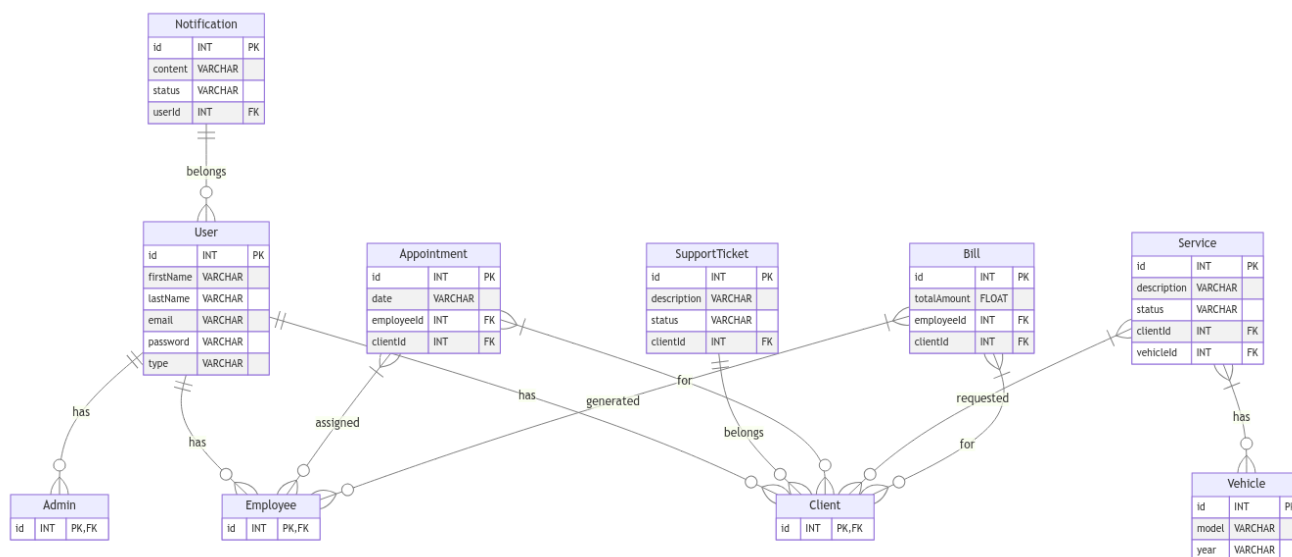 Notification
id INT PK
content VARCHAR
status VARCHAR
userId INT FK
belongs
User
id INT PK
firstName VARCHAR
lastName VARCHAR
email VARCHAR
password VARCHAR
type VARCHAR
Appointment
id INT PK
date VARCHAR
employeeId INT FK
clientId INT FK
SupportTicket
id INT PK
description VARCHAR
status VARCHAR
clientId INT FK
Bill
id INT PK
totalAmount FLOAT
employeeId INT FK
clientId INT FK
Service
id INT PK
description VARCHAR
status VARCHAR
clientId INT FK
vehicleId INT FK
has
has
assigned
has
generated
for
belongs
requested
for
has
Admin
id INT PK,FK
Employee
id INT PK,FK
Client
id INT PK,FK
Vehicle
id INT
model VARCHAR
year VARCHAR